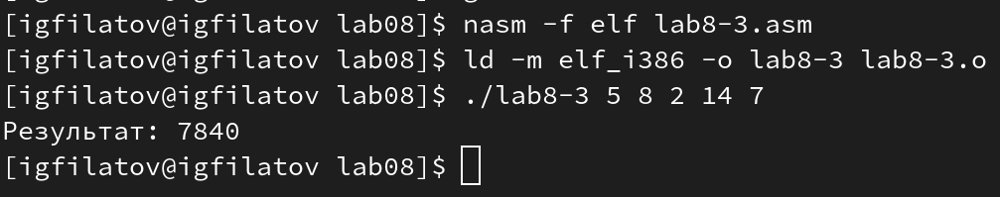 [igfilatov@igfilatov lab08]$ nasm -f elf lab8-3.asm
[igfilatov@igfilatov lab08]$ ld -m elf_i386 -o lab8-3 lab8-3.o
[igfilatov@igfilatov lab08]$ ./lab8-3 5 8 2 14 7
Результат: 7840
[igfilatov@igfilatov lab08]$